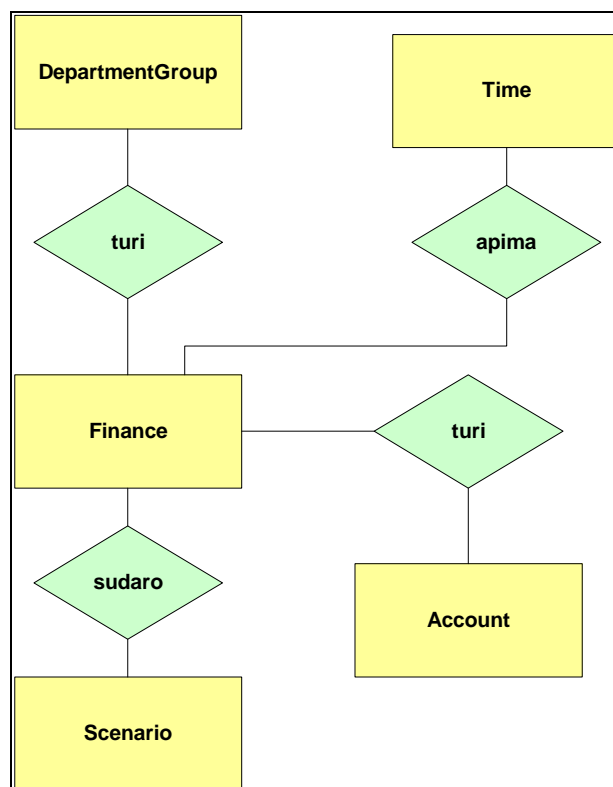 DepartmentGroup
Time
turi
apima
Finance
turi
sudaro
Account
Scenario